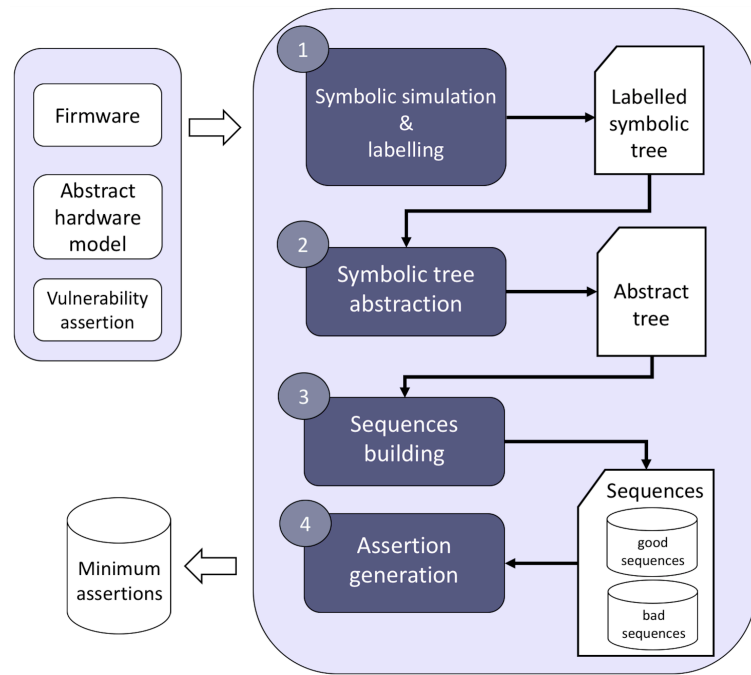 Firmware
Abstract
hardware
model
Vulnerability
assertion
1
Symbolic simulation
&
labelling
Labelled
symbolic
tree
2
Symbolic tree
abstraction
Abstract
tree
3
Sequences
building
Sequences
good
sequences
bad
sequences
4
Assertion
generation
Minimum
assertions